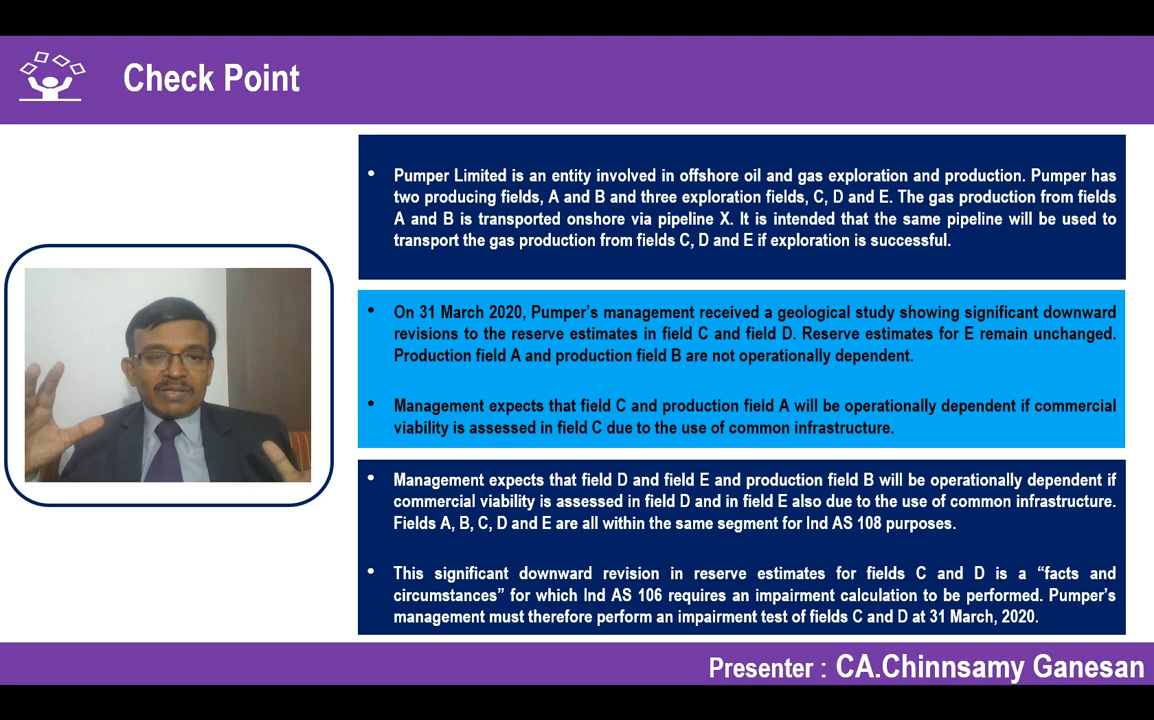 Check Point
• Pumper Limited is an entity involved in offshore oil and gas exploration and production. Pumper has
two producing fields, A and B and three exploration fields, C, D and E. The gas production from fields
A and B is transported onshore via pipeline X. It is intended that the same pipeline will be used to
transport the gas production from fields C, D and E if exploration is successful.
• On 31 March 2020, Pumper's management received a geological study showing significant downward
revisions to the reserve estimates in field C and field D. Reserve estimates for E remain unchanged.
Production field A and production field B are not operationally dependent.
• Management expects that field C and production field A will be operationally dependent if commercial
viability is assessed in field C due to the use of common infrastructure.
• Management expects that field D and field E and production field B will be operationally dependent if
commercial viability is assessed in field D and in field E also due to the use of common infrastructure.
Fields A, B, C, D and E are all within the same segment for Ind AS 108 purposes.
• This significant downward revision in reserve estimates for fields C and D is a “facts and
circumstances” for which Ind AS 106 requires an impairment calculation to be performed. Pumper's
management must therefore perform an impairment test of fields C and D at 31 March, 2020.
Presenter : CA.Chinnsamy Ganesan